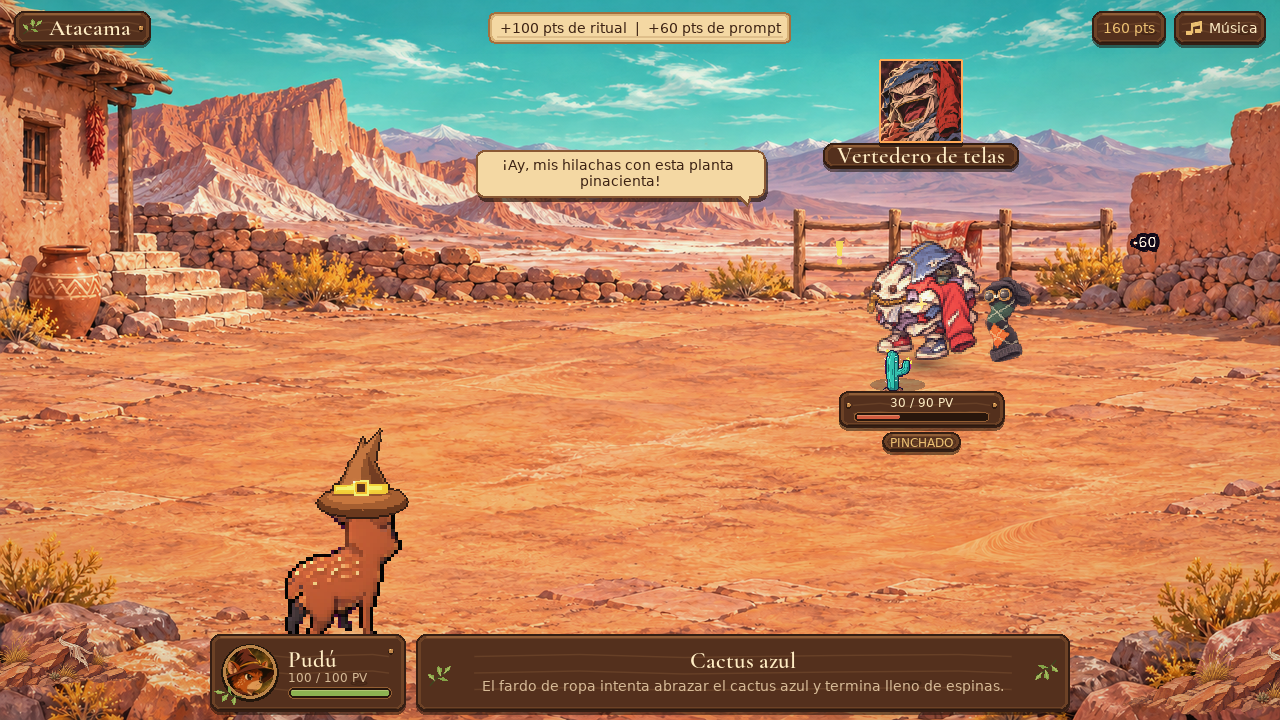 Atacama
+100 pts de ritual | +60 pts de prompt
160 pts
Música
Vertedero de telas
¡Ay, mis hilachas con esta planta
pinacienta!
-60
30 / 90 PV
PINCHADO
Pudú
100 / 100 PV
Cactus azul
El fardo de ropa intenta abrazar el cactus azul y termina lleno de espinas.